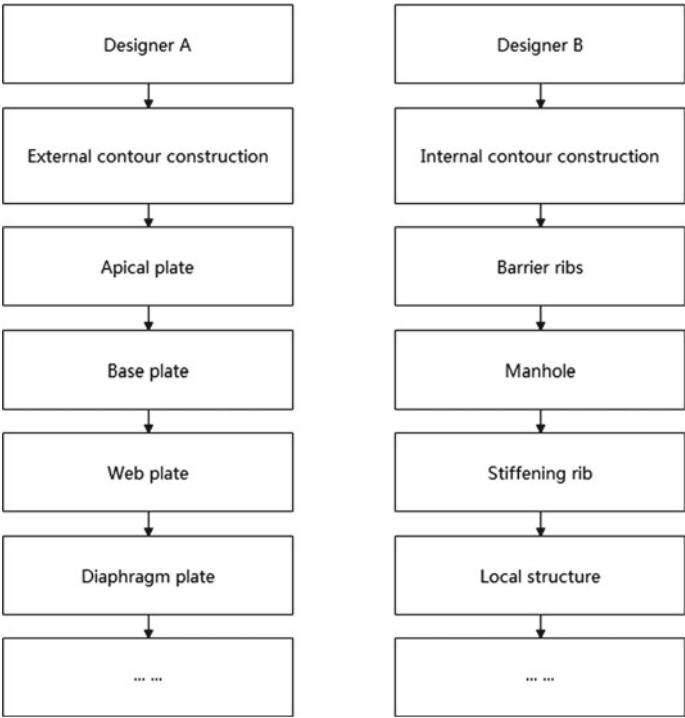 Designer A
External contour construction
Apical plate
Base plate
Web plate
Diaphragm plate
... ...
Designer B
Internal contour construction
Barrier ribs
Manhole
Stiffening rib
Local structure
... ...